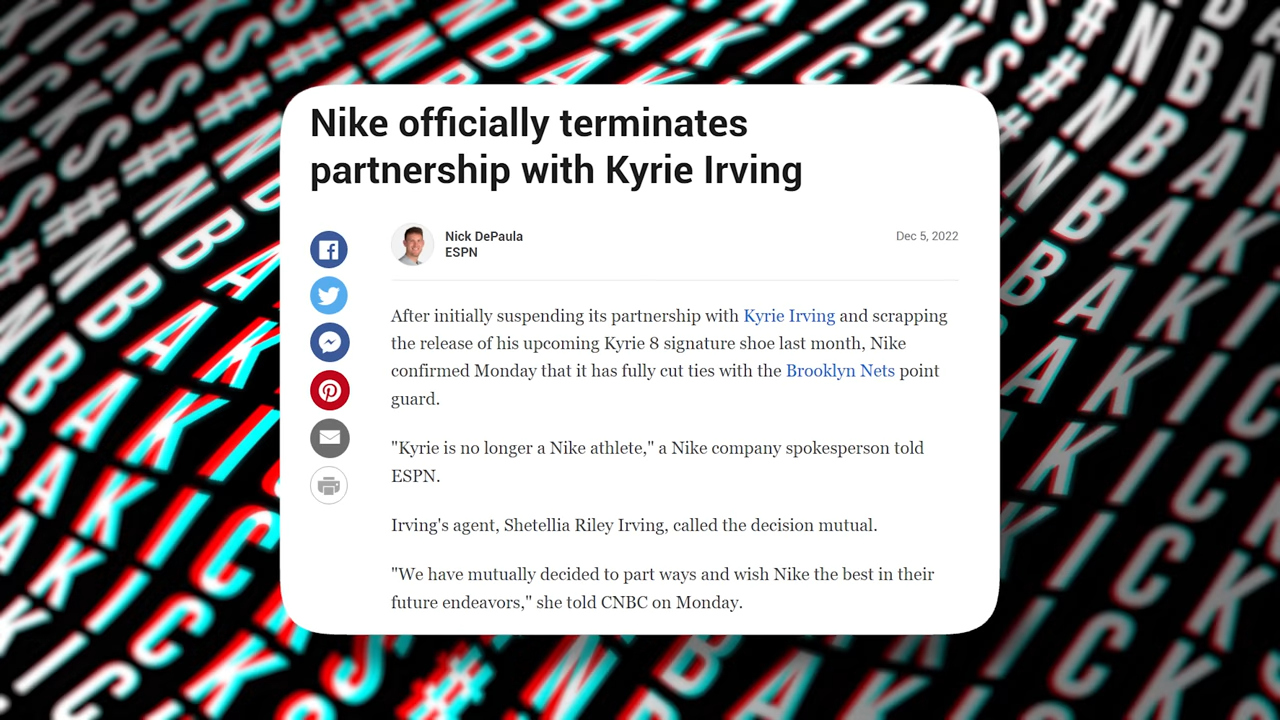 Nike officially terminates
partnership with Kyrie Irving
Nick DePaula
ESPN
Dec 5, 2022
After initially suspending its partnership with Kyrie Irving and scrapping
the release of his upcoming Kyrie 8 signature shoe last month, Nike
confirmed Monday that it has fully cut ties with the Brooklyn Nets point
guard.
"Kyrie is no longer a Nike athlete," a Nike company spokesperson told
ESPN.
Irving's agent, Shetellia Riley Irving, called the decision mutual.
"We have mutually decided to part ways and wish Nike the best in their
future endeavors," she told CNBC on Monday.
#NBAKICKS